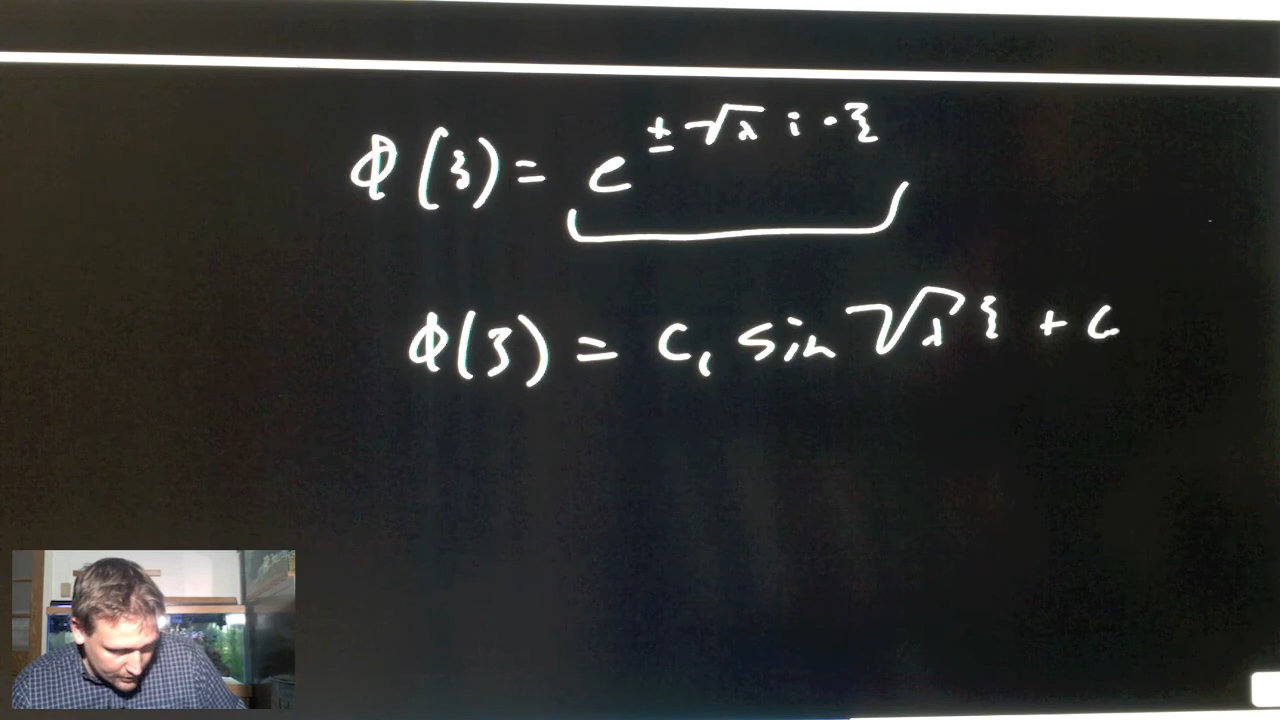 Φ(ξ) = e^{± √λ i · ξ}
Φ(ξ) = C₁ sin √λ ξ + C